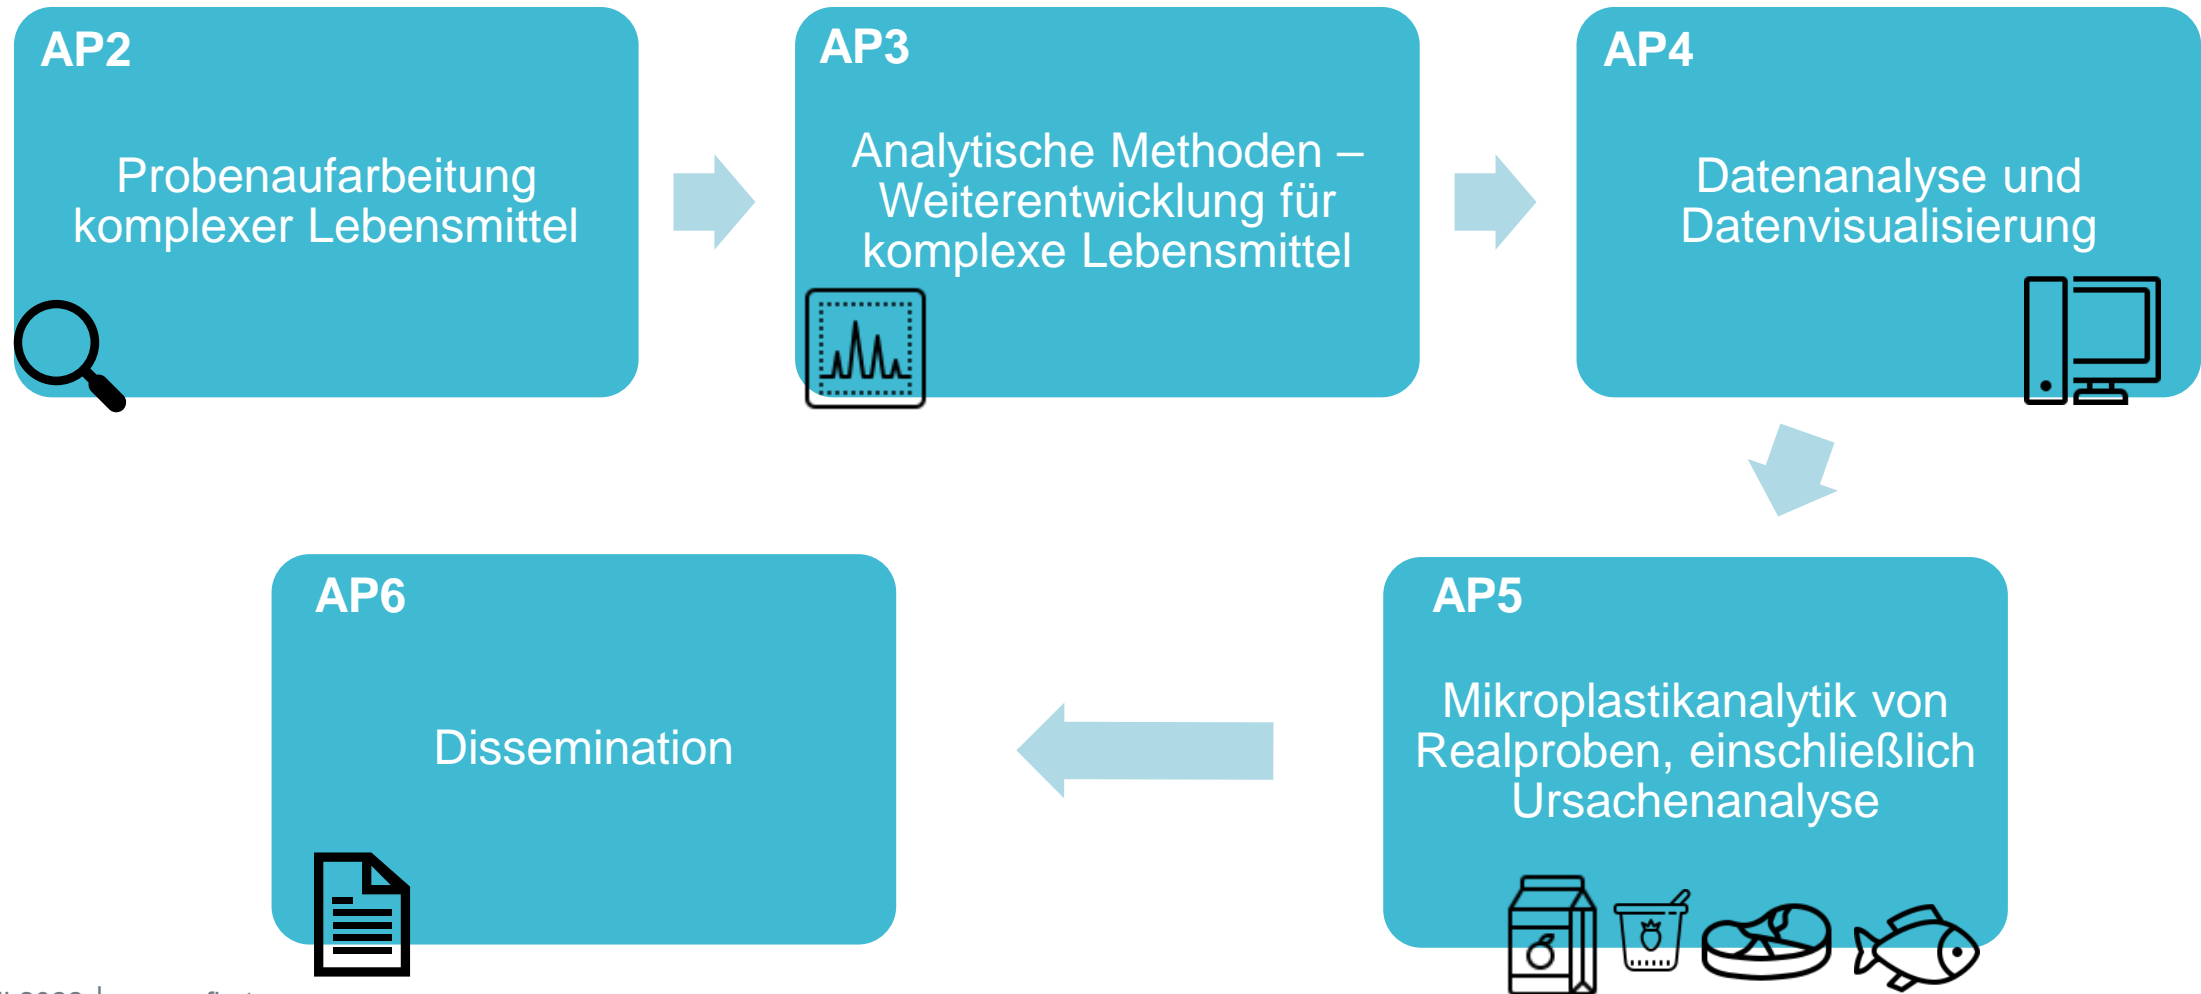 AP2
Probenaufarbeitung
komplexer Lebensmittel
AP3
Analytische Methoden –
Weiterentwicklung für
komplexe Lebensmittel
AP4
Datenanalyse und
Datenvisualisierung
AP6
Dissemination
AP5
Mikroplastikanalytik von
Realproben, einschließlich
Ursachenanalyse